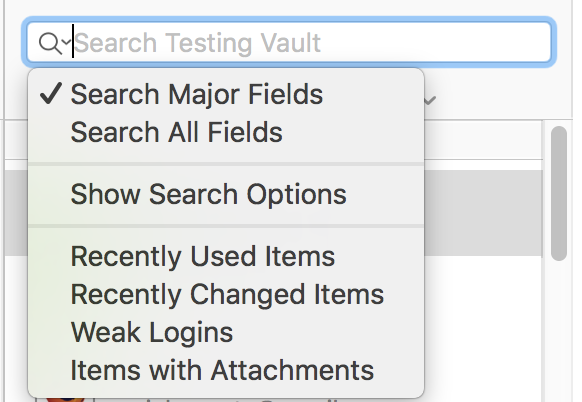 Search Testing Vault
Search Major Fields
Search All Fields
Show Search Options
Recently Used Items
Recently Changed Items
Weak Logins
Items with Attachments